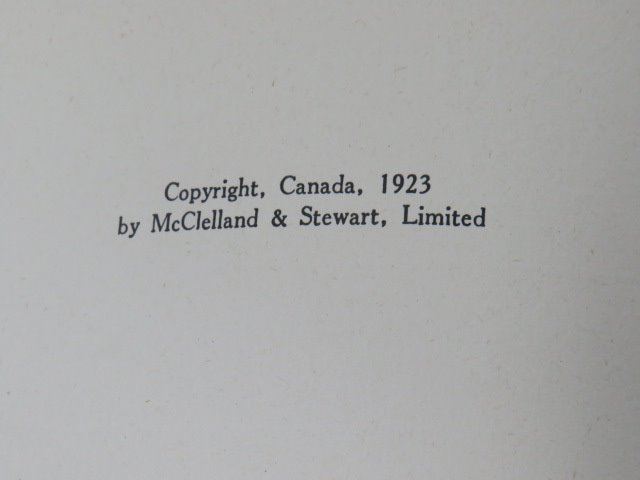 Copyright, Canada, 1923
by McClelland & Stewart, Limited